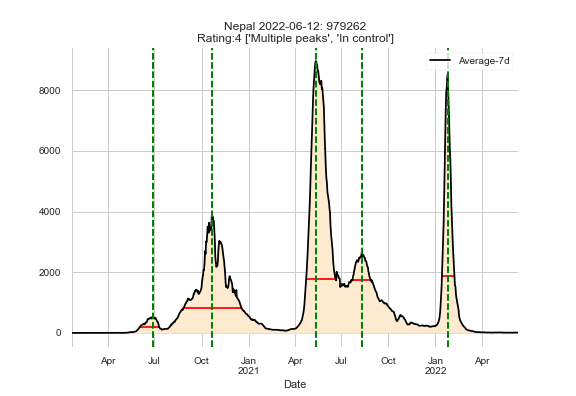 Nepal 2022-06-12: 979262
Rating:4 ['Multiple peaks', 'In control']
Average-7d
8000
6000
4000
2000
0
Apr Jul Oct Jan Apr Jul Oct Jan Apr
2021 2022
Date